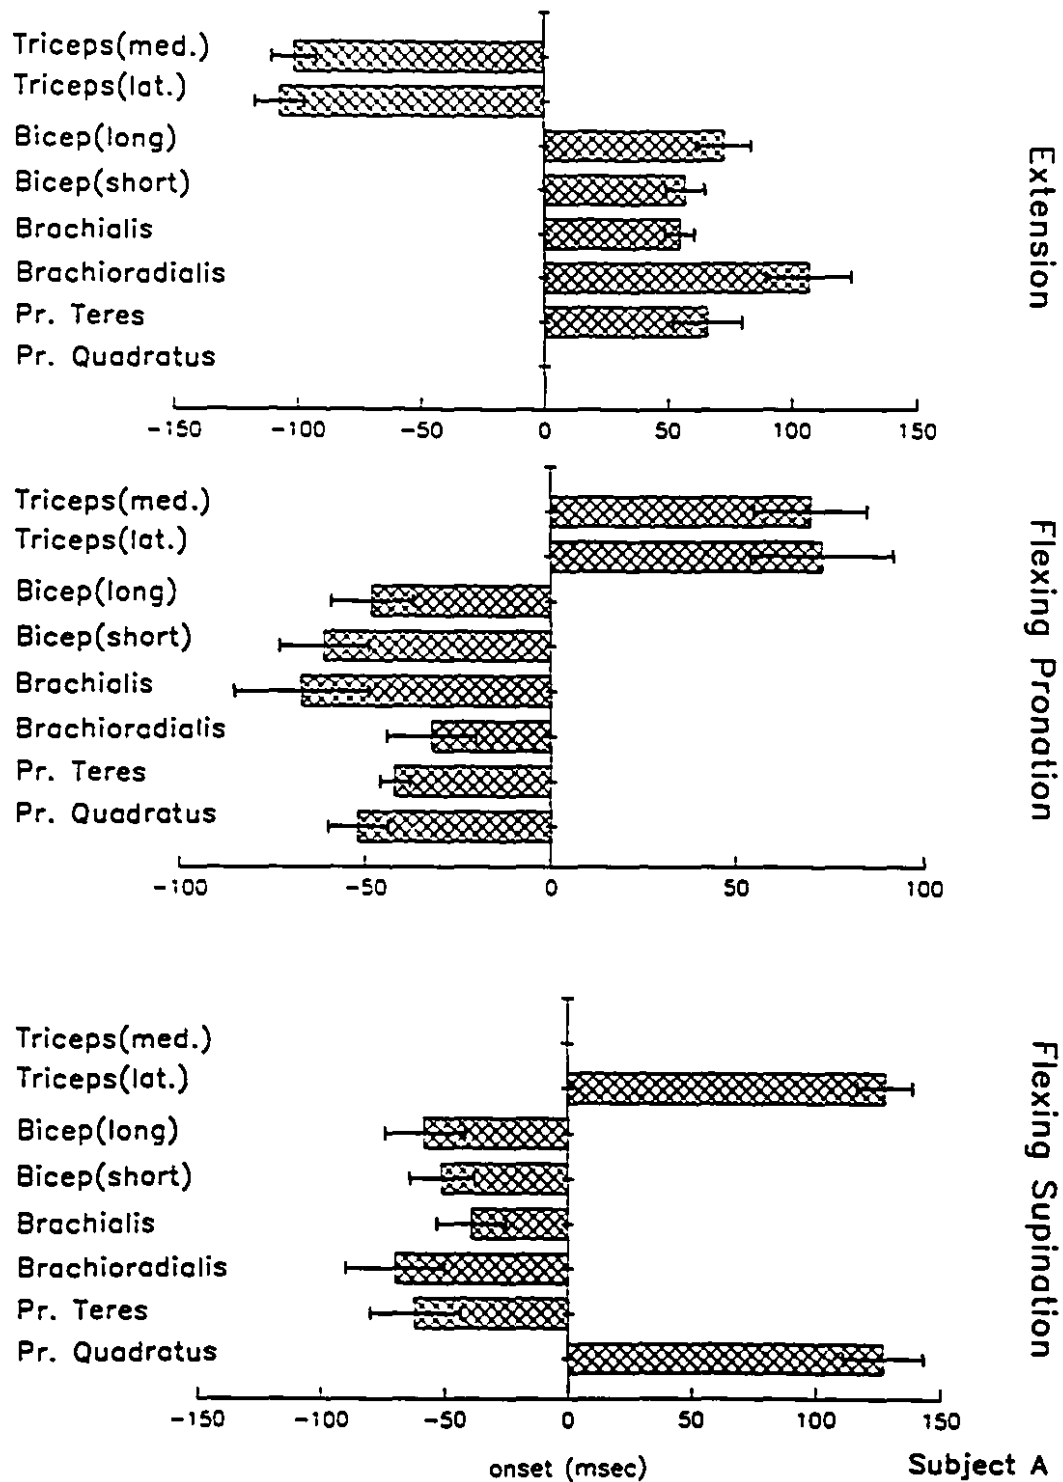 Triceps(med.)
Triceps(lat.)
Bicep(long)
Bicep(short)
Brachialis
Brachioradialis
Pr. Teres
Pr. Quadratus
-150 -100 -50 0 50 100 150
Extension
Triceps(med.)
Triceps(lat.)
Bicep(long)
Bicep(short)
Brachialis
Brachioradialis
Pr. Teres
Pr. Quadratus
-100 -50 0 50 100
Flexing Pronation
Triceps(med.)
Triceps(lat.)
Bicep(long)
Bicep(short)
Brachialis
Brachioradialis
Pr. Teres
Pr. Quadratus
-150 -100 -50 0 50 100 150
Flexing Supination
onset (msec)
Subject A